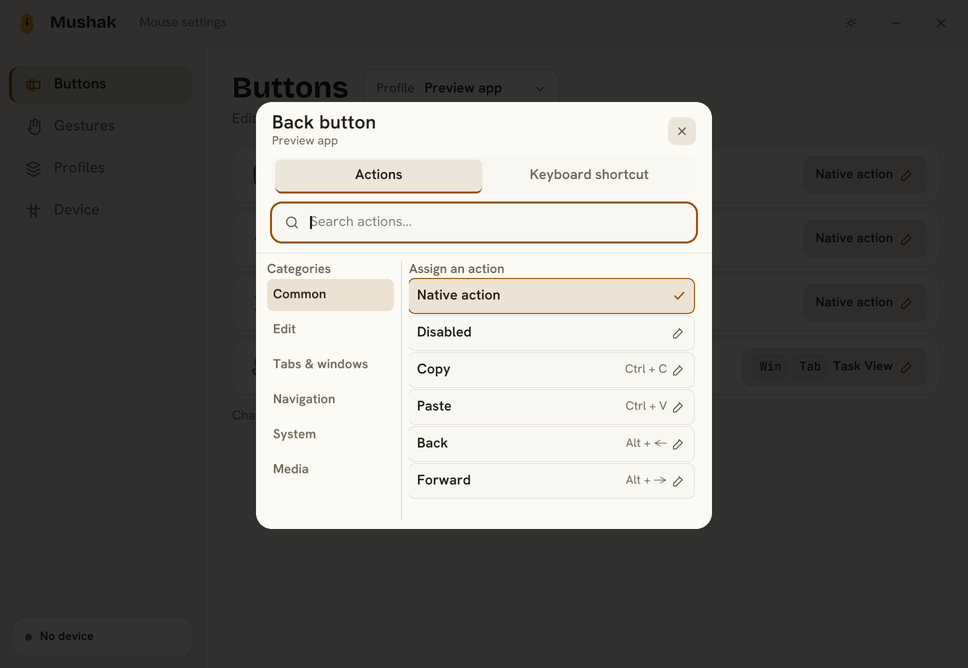 Mushak
Mouse settings
Buttons
Gestures
Profiles
Device
Buttons
Profile Preview app
Native action
Native action
Native action
Win Tab Task View
Back button
Preview app
Actions
Keyboard shortcut
Search actions...
Categories
Common
Edit
Tabs & windows
Navigation
System
Media
Assign an action
Native action
Disabled
Copy Ctrl + C
Paste Ctrl + V
Back Alt + ←
Forward Alt + →
No device